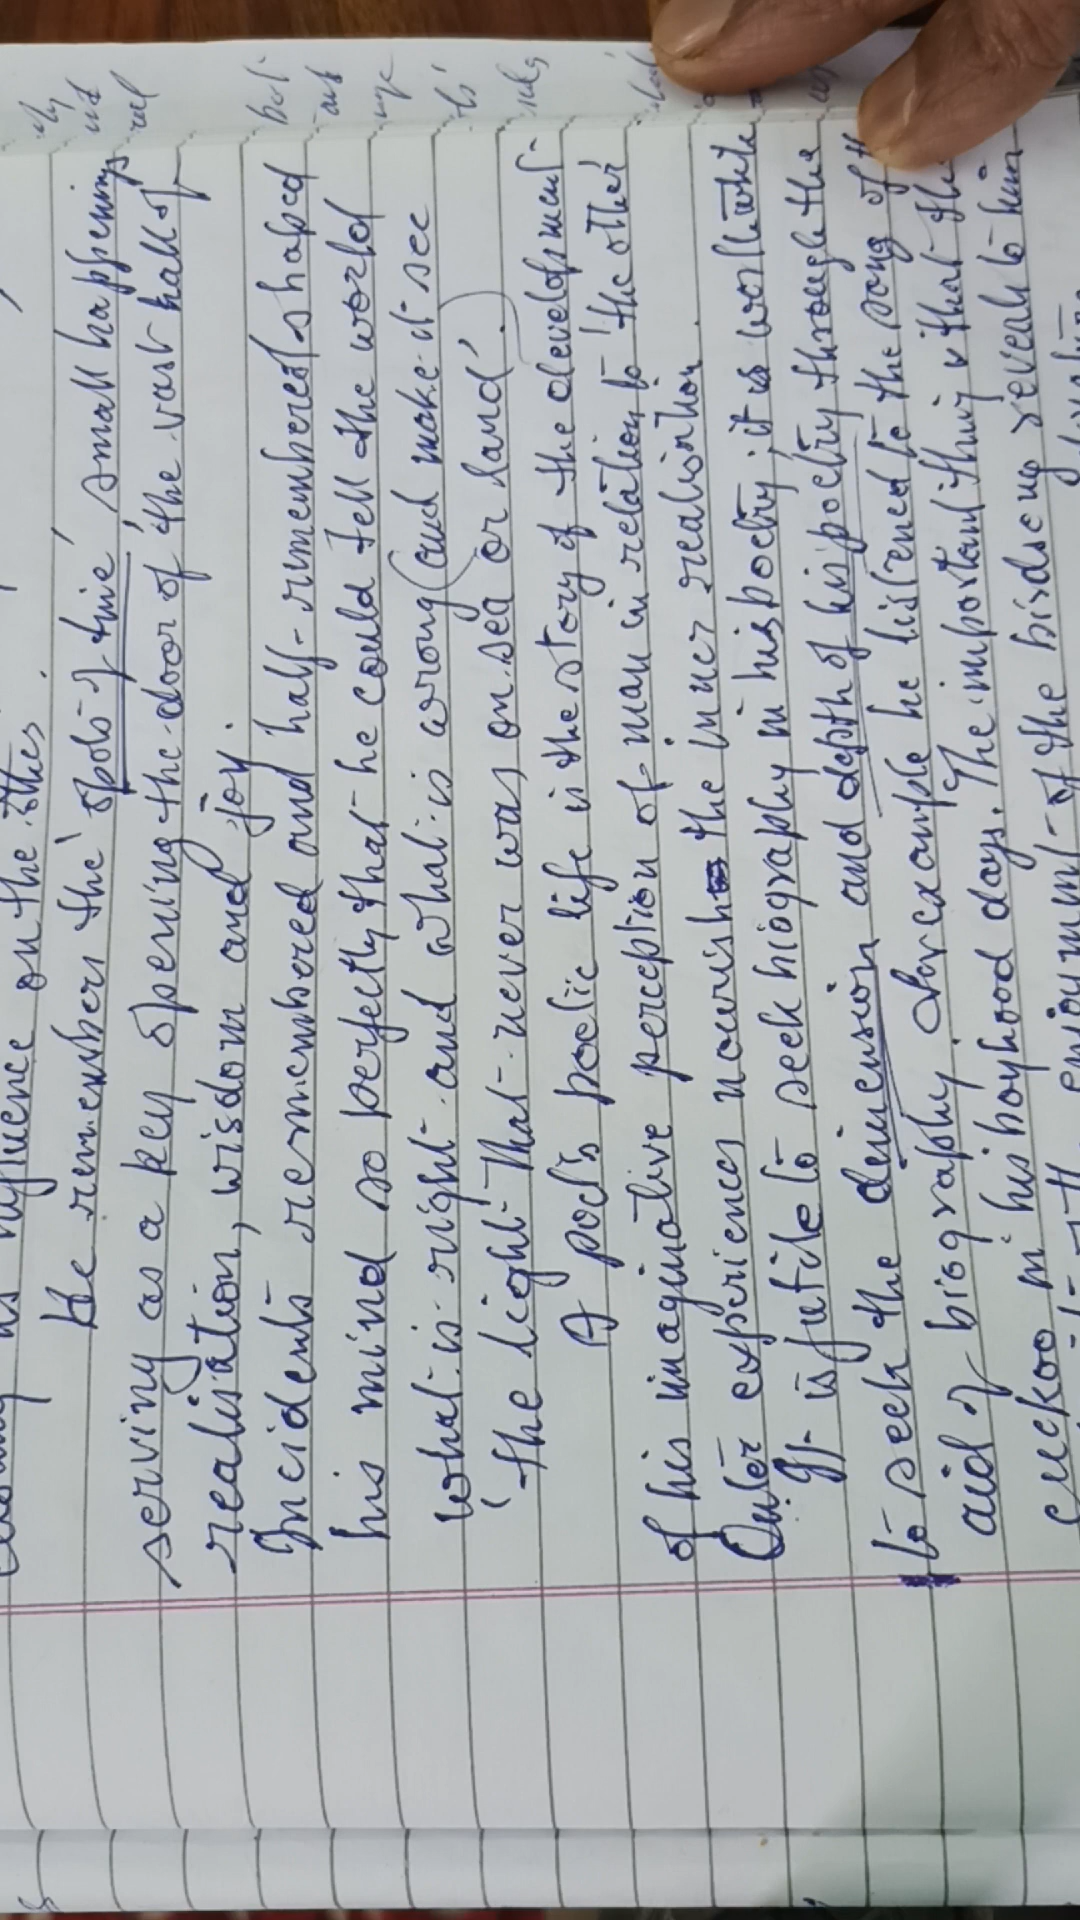 its influence on the other.
He remembers the 'spots of time', small happenings
serving as a key opening the door of the vast hall of
realisation, wisdom and joy.
Incidents remembered and half-remembered shaped
his mind so perfectly that he could tell the world
what is right and what is wrong (and make it see
'the light that never was on sea or land'.)
A poet's poetic life is the story of the development
of his imaginative perception of man in relation to 'the other'
Outer experiences nourish the inner realisation.
It is futile to seek biography in his poetry; it is worthwhile
to seek the dimension and depth of his poetry through the
aid of biography. For example he listened to the song of
cuckoo in his boyhood days. The important thing is that the
enjoyment of the birdsong reveals to him